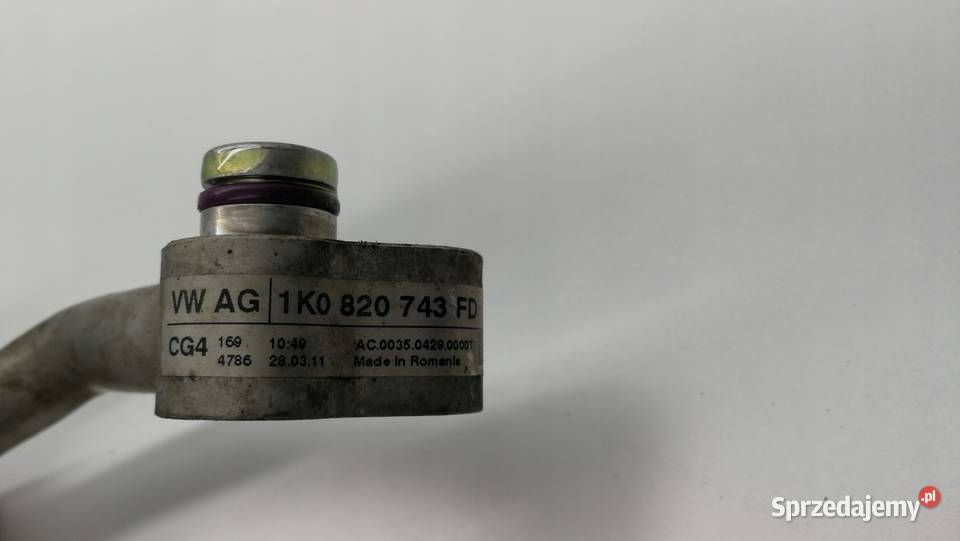 VW AG 1K0 820 743 FD
CG4 169 10:49 AC.0035.0429.0000T
4786 28.03.11 Made in Romania
Sprzedajemy.pl